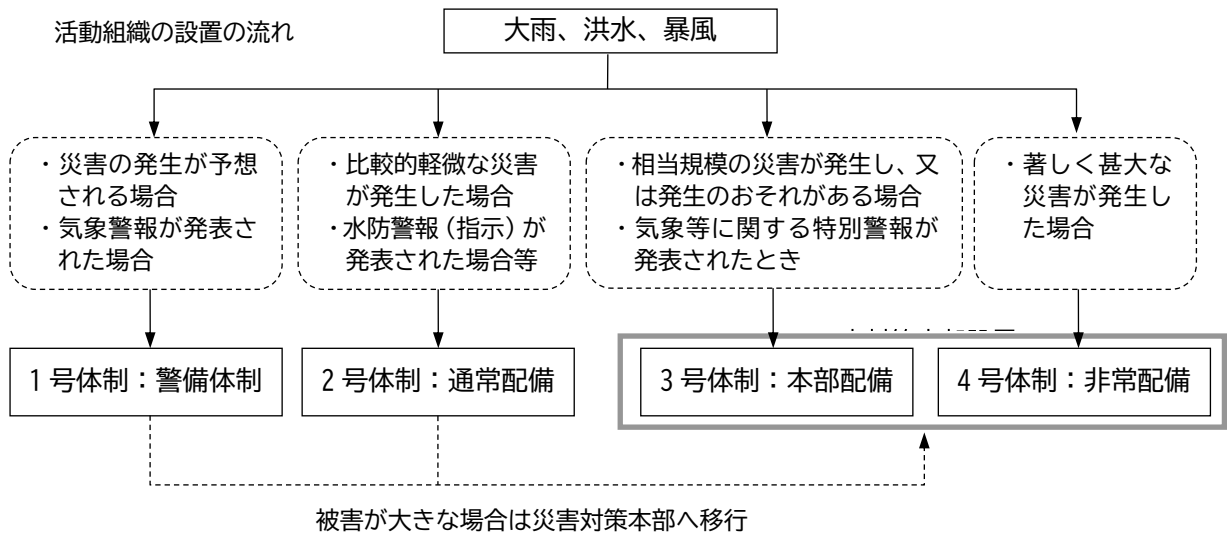 活動組織の設置の流れ
大雨、洪水、暴風
・災害の発生が予想
される場合
・気象警報が発表さ
れた場合
・比較的軽微な災害
が発生した場合
・水防警報（指示）が
発表された場合等
・相当規模の災害が発生し、又
は発生のおそれがある場合
・気象等に関する特別警報が
発表されたとき
・著しく甚大な
災害が発生し
た場合
1号体制：警備体制
2号体制：通常配備
3号体制：本部配備
4号体制：非常配備
被害が大きな場合は災害対策本部へ移行